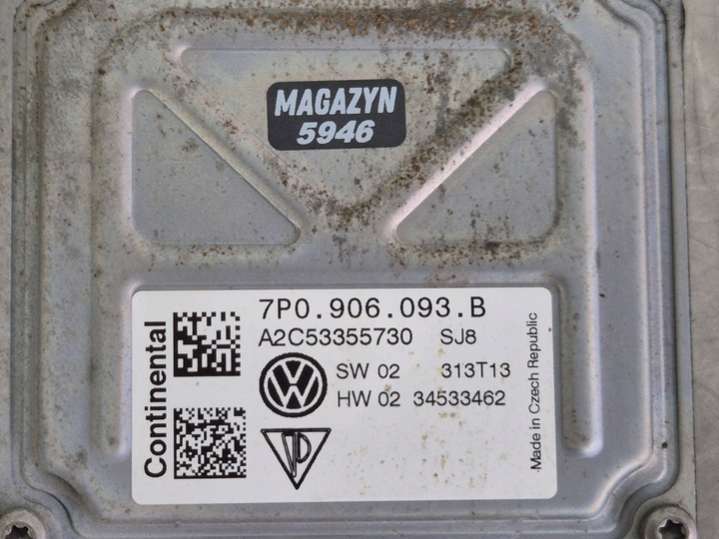 MAGAZYN
5946
Continental
7P0.906.093.B
A2C53355730 SJ8
SW 02 313T13
HW 02 34533462
Made in Czech Republic